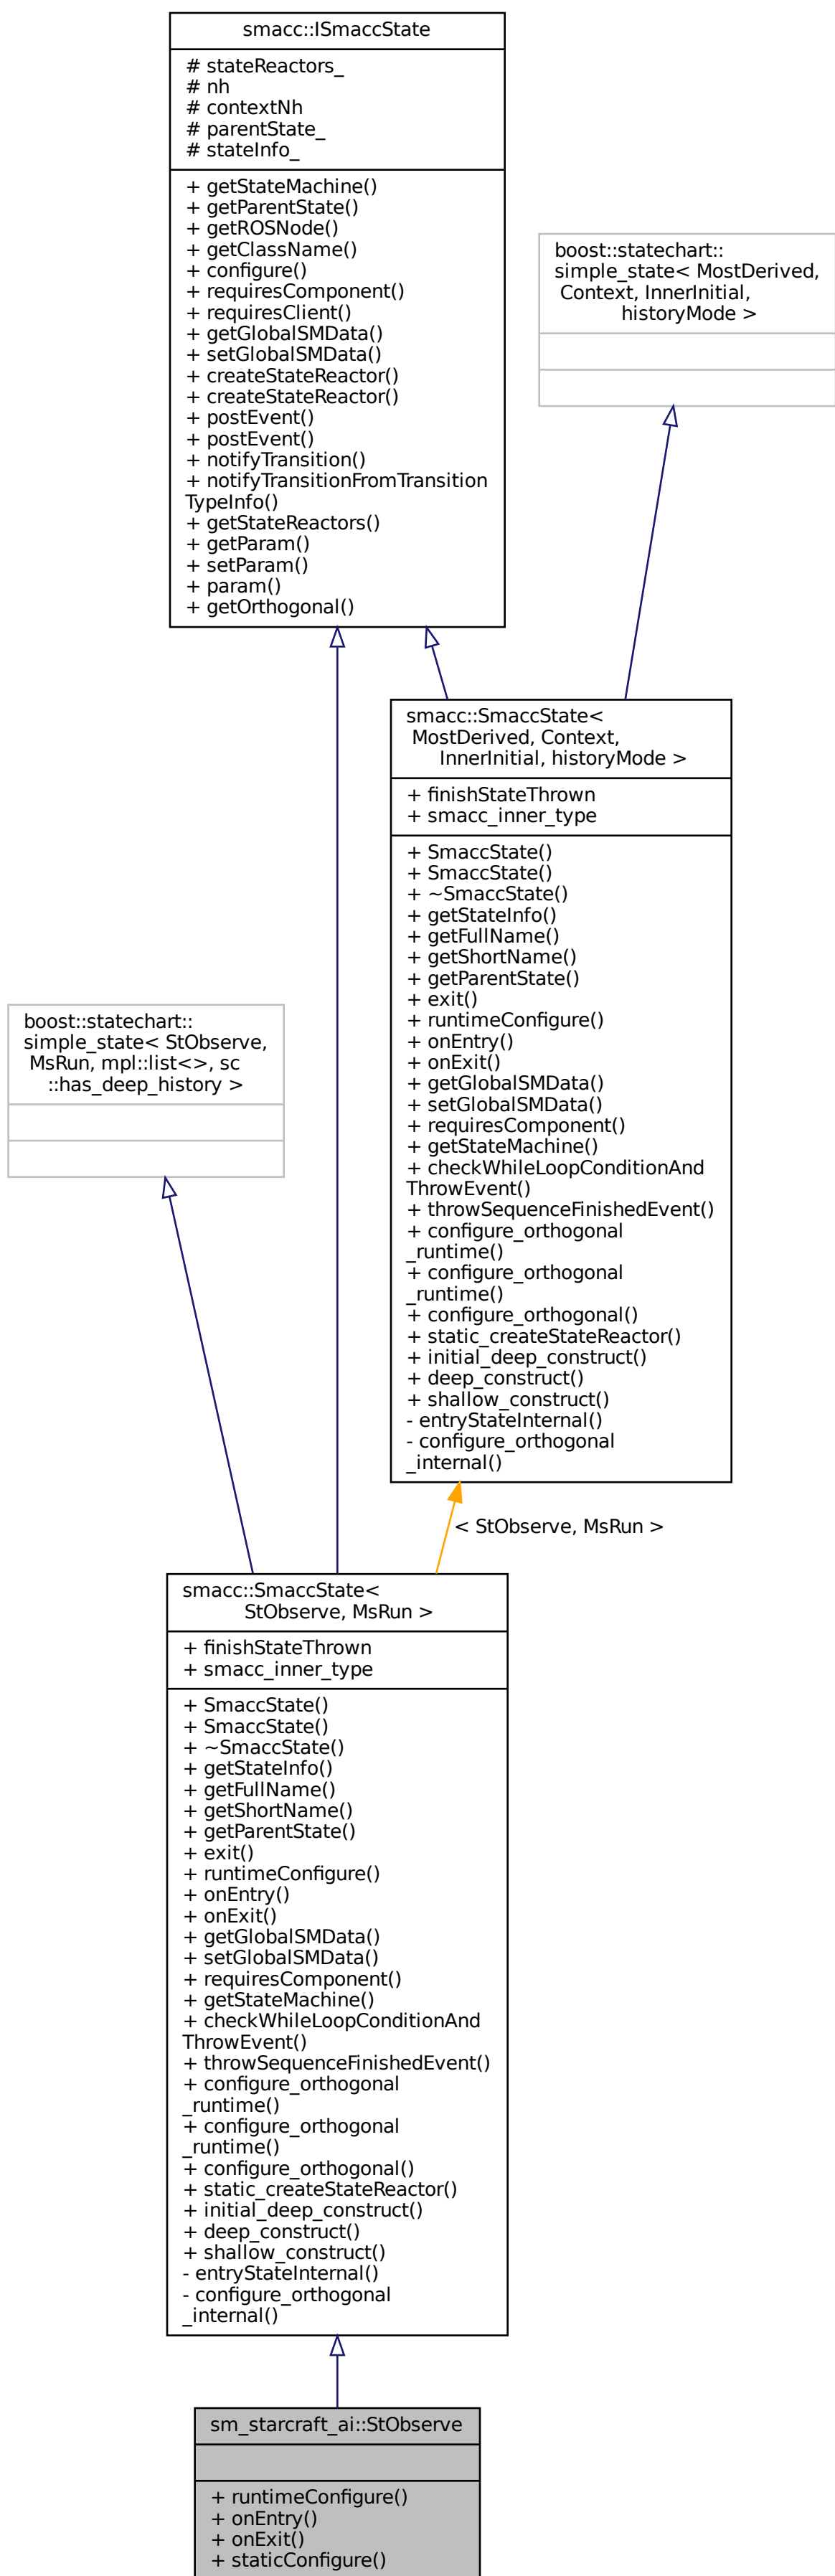 smacc::ISmaccState
# stateReactors_
# nh
# contextNh
# parentState_
# stateInfo_
+ getStateMachine()
+ getParentState()
+ getROSNode()
+ getClassName()
+ configure()
+ requiresComponent()
+ requiresClient()
+ getGlobalSMData()
+ setGlobalSMData()
+ createStateReactor()
+ createStateReactor()
+ postEvent()
+ postEvent()
+ notifyTransition()
+ notifyTransitionFromTransition
TypeInfo()
+ getStateReactors()
+ getParam()
+ setParam()
+ param()
+ getOrthogonal()
boost::statechart::
simple_state< MostDerived,
Context, InnerInitial,
historyMode >
smacc::SmaccState<
MostDerived, Context,
InnerInitial, historyMode >
+ finishStateThrown
+ smacc_inner_type
+ SmaccState()
+ SmaccState()
+ ~SmaccState()
+ getStateInfo()
+ getFullName()
+ getShortName()
+ getParentState()
+ exit()
+ runtimeConfigure()
+ onEntry()
+ onExit()
+ getGlobalSMData()
+ setGlobalSMData()
+ requiresComponent()
+ getStateMachine()
+ checkWhileLoopConditionAnd
ThrowEvent()
+ throwSequenceFinishedEvent()
+ configure_orthogonal
_runtime()
+ configure_orthogonal
_runtime()
+ configure_orthogonal()
+ static_createStateReactor()
+ initial_deep_construct()
+ deep_construct()
+ shallow_construct()
- entryStateInternal()
- configure_orthogonal
_internal()
boost::statechart::
simple_state< StObserve,
MsRun, mpl::list<>, sc
::has_deep_history >
< StObserve, MsRun >
smacc::SmaccState<
StObserve, MsRun >
+ finishStateThrown
+ smacc_inner_type
+ SmaccState()
+ SmaccState()
+ ~SmaccState()
+ getStateInfo()
+ getFullName()
+ getShortName()
+ getParentState()
+ exit()
+ runtimeConfigure()
+ onEntry()
+ onExit()
+ getGlobalSMData()
+ setGlobalSMData()
+ requiresComponent()
+ getStateMachine()
+ checkWhileLoopConditionAnd
ThrowEvent()
+ throwSequenceFinishedEvent()
+ configure_orthogonal
_runtime()
+ configure_orthogonal
_runtime()
+ configure_orthogonal()
+ static_createStateReactor()
+ initial_deep_construct()
+ deep_construct()
+ shallow_construct()
- entryStateInternal()
- configure_orthogonal
_internal()
sm_starcraft_ai::StObserve
+ runtimeConfigure()
+ onEntry()
+ onExit()
+ staticConfigure()